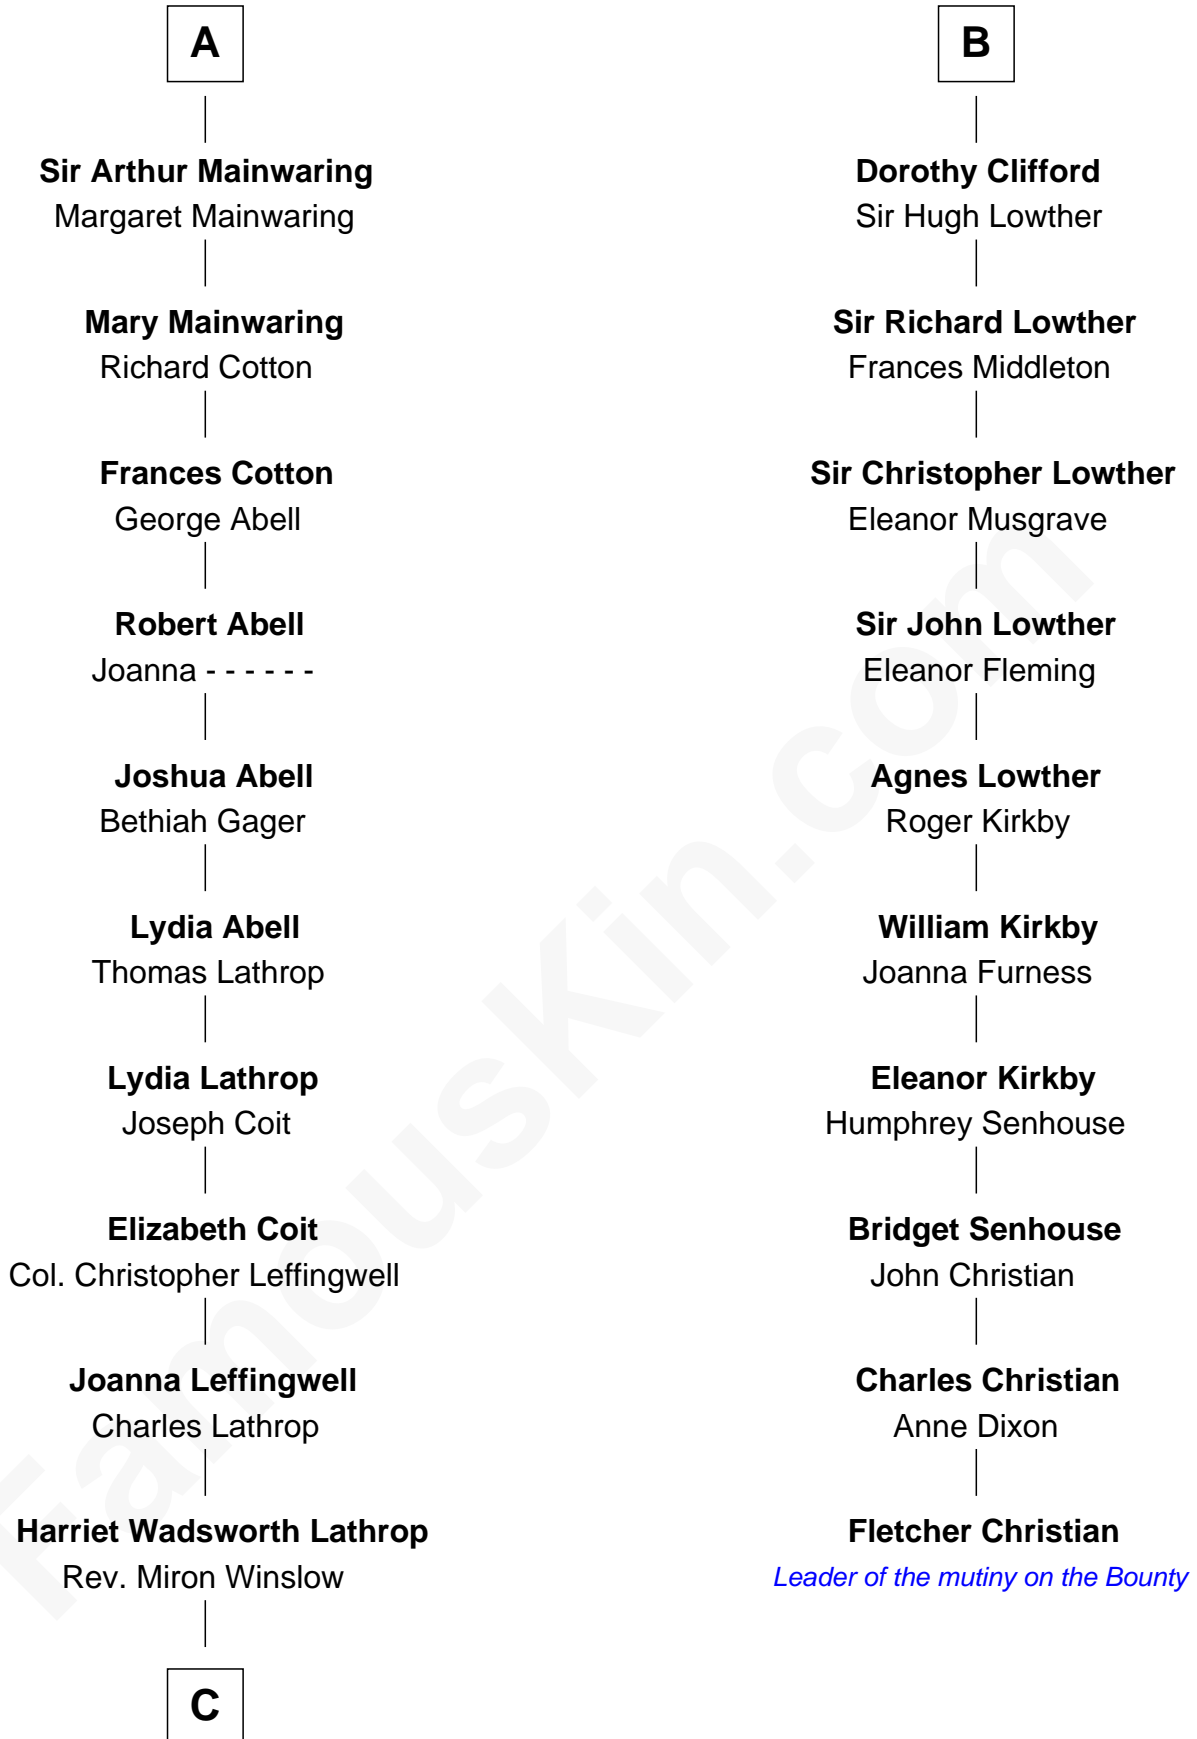 A
Sir Arthur Mainwaring
Margaret Mainwaring
Mary Mainwaring
Richard Cotton
Frances Cotton
George Abell
Robert Abell
Joanna - - - - - -
Joshua Abell
Bethiah Gager
Lydia Abell
Thomas Lathrop
Lydia Lathrop
Joseph Coit
Elizabeth Coit
Col. Christopher Leffingwell
Joanna Leffingwell
Charles Lathrop
Harriet Wadsworth Lathrop
Rev. Miron Winslow
C
B
Dorothy Clifford
Sir Hugh Lowther
Sir Richard Lowther
Frances Middleton
Sir Christopher Lowther
Eleanor Musgrave
Sir John Lowther
Eleanor Fleming
Agnes Lowther
Roger Kirkby
William Kirkby
Joanna Furness
Eleanor Kirkby
Humphrey Senhouse
Bridget Senhouse
John Christian
Charles Christian
Anne Dixon
Fletcher Christian
Leader of the mutiny on the Bounty
FamousKin.com